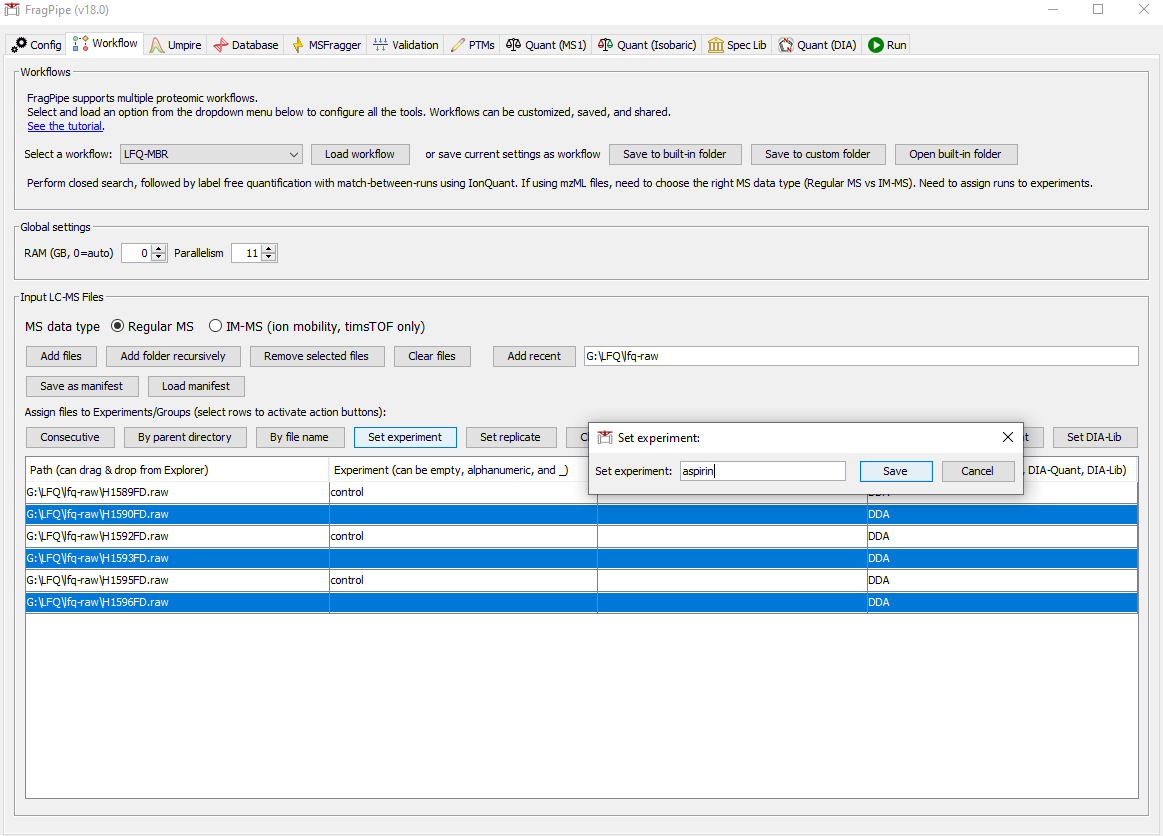 FragPipe (v18.0)
Config Workflow Umpire Database MSFragger Validation PTMs Quant (MS1) Quant (Isobaric) Spec Lib Quant (DIA) Run
Workflows
FragPipe supports multiple proteomic workflows.
Select and load an option from the dropdown menu below to configure all the tools. Workflows can be customized, saved, and shared.
See the tutorial.
Select a workflow: LFQ-MBR Load workflow or save current settings as workflow Save to built-in folder Save to custom folder Open built-in folder
Perform closed search, followed by label free quantification with match-between-runs using IonQuant. If using mzML files, need to choose the right MS data type (Regular MS vs IM-MS). Need to assign runs to experiments.
Global settings
RAM (GB, 0=auto) 0 Parallelism 11
Input LC-MS Files
MS data type Regular MS IM-MS (ion mobility, timsTOF only)
Add files Add folder recursively Remove selected files Clear files Add recent G:\LFQ\lfq-raw
Save as manifest Load manifest
Assign files to Experiments/Groups (select rows to activate action buttons):
Consecutive By parent directory By file name Set experiment Set replicate Set DIA-Lib
Set experiment:
Set experiment: aspirin Save Cancel
Path (can drag & drop from Explorer) Experiment (can be empty, alphanumeric, and _) , DIA-Quant, DIA-Lib)
G:\LFQ\lfq-raw\H1589FD.raw control DDA
G:\LFQ\lfq-raw\H1590FD.raw DDA
G:\LFQ\lfq-raw\H1592FD.raw control DDA
G:\LFQ\lfq-raw\H1593FD.raw DDA
G:\LFQ\lfq-raw\H1595FD.raw control DDA
G:\LFQ\lfq-raw\H1596FD.raw DDA